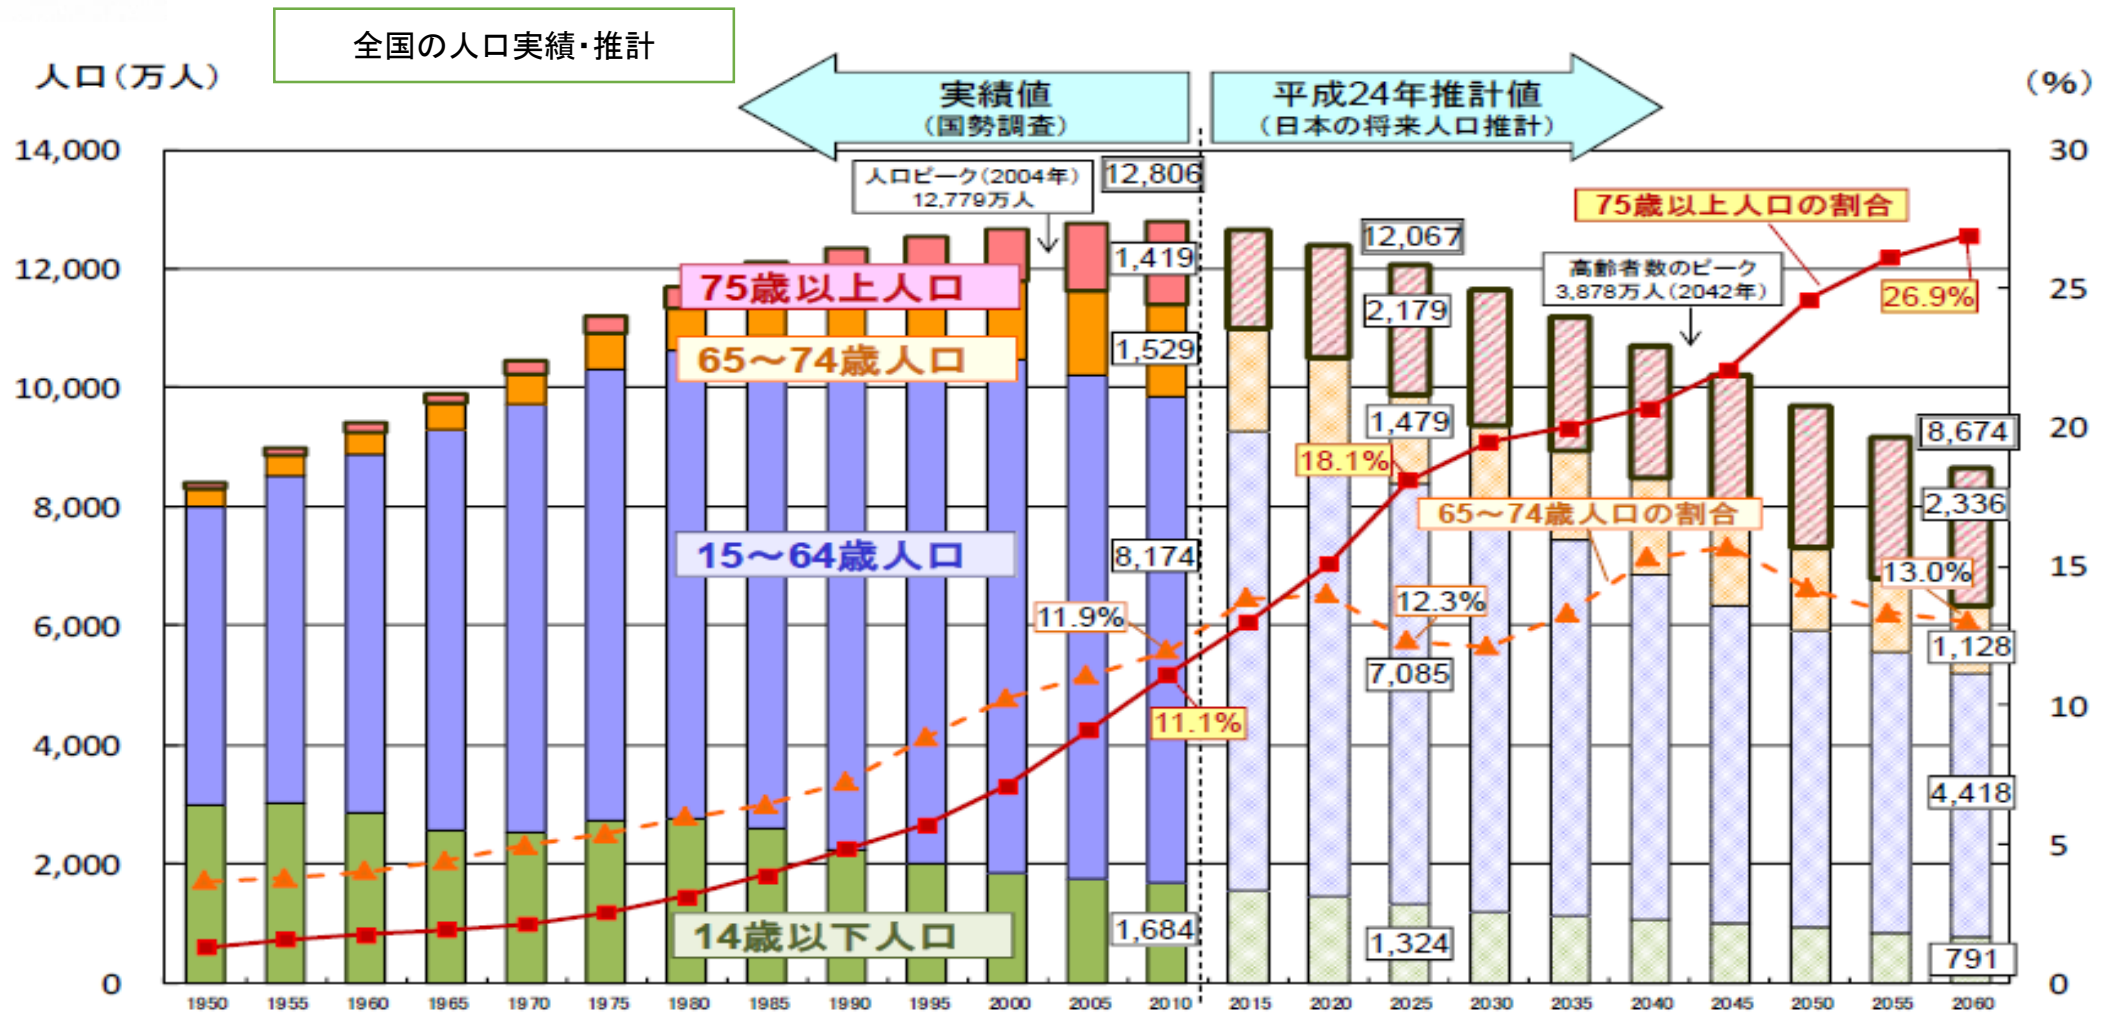 全国の人口実績・推計
人口(万人)
実績値
(国勢調査)
平成24年推計値
(日本の将来人口推計)
(%)
14,000
12,000
10,000
8,000
6,000
4,000
2,000
0
30
25
20
15
10
5
0
人口ピーク(2004年)
12,779万人
12,806
1,419
1,529
8,174
11.9%
11.1%
1,684
75歳以上人口
65～74歳人口
15～64歳人口
14歳以下人口
12,067
2,179
1,479
18.1%
12.3%
7,085
1,324
75歳以上人口の割合
高齢者数のピーク
3,878万人(2042年)
65～74歳人口の割合
26.9%
8,674
2,336
13.0%
1,128
4,418
791
1950 1955 1960 1965 1970 1975 1980 1985 1990 1995 2000 2005 2010 2015 2020 2025 2030 2035 2040 2045 2050 2055 2060